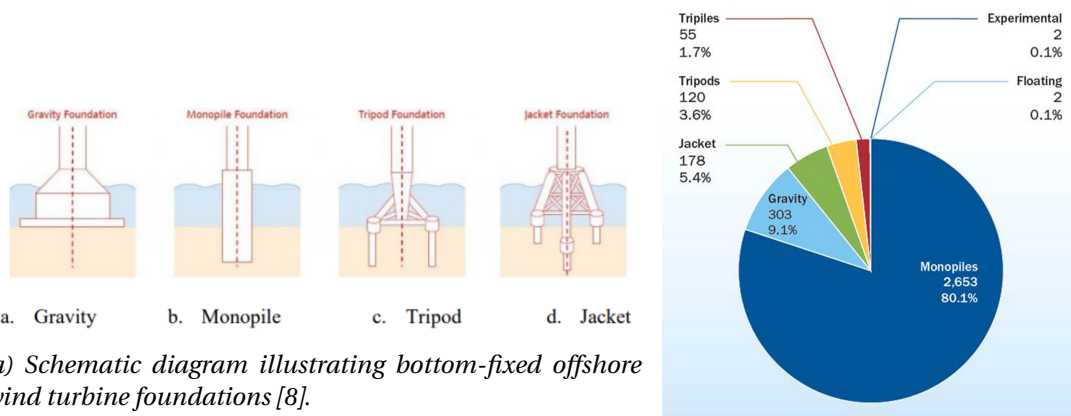 Gravity Foundation
Monopile Foundation
Tripod Foundation
Jacket Foundation
a. Gravity
b. Monopile
c. Tripod
d. Jacket
a) Schematic diagram illustrating bottom-fixed offshore
wind turbine foundations [8].
Tripiles
55
1.7%
Tripods
120
3.6%
Jacket
178
5.4%
Gravity
303
9.1%
Experimental
2
0.1%
Floating
2
0.1%
Monopiles
2,653
80.1%